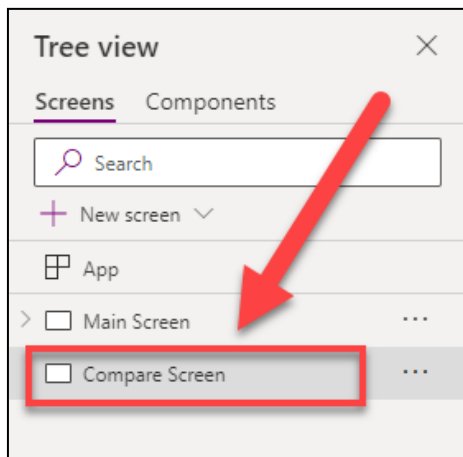 Tree view
Screens Components
Search
New screen
App
Main Screen
Compare Screen